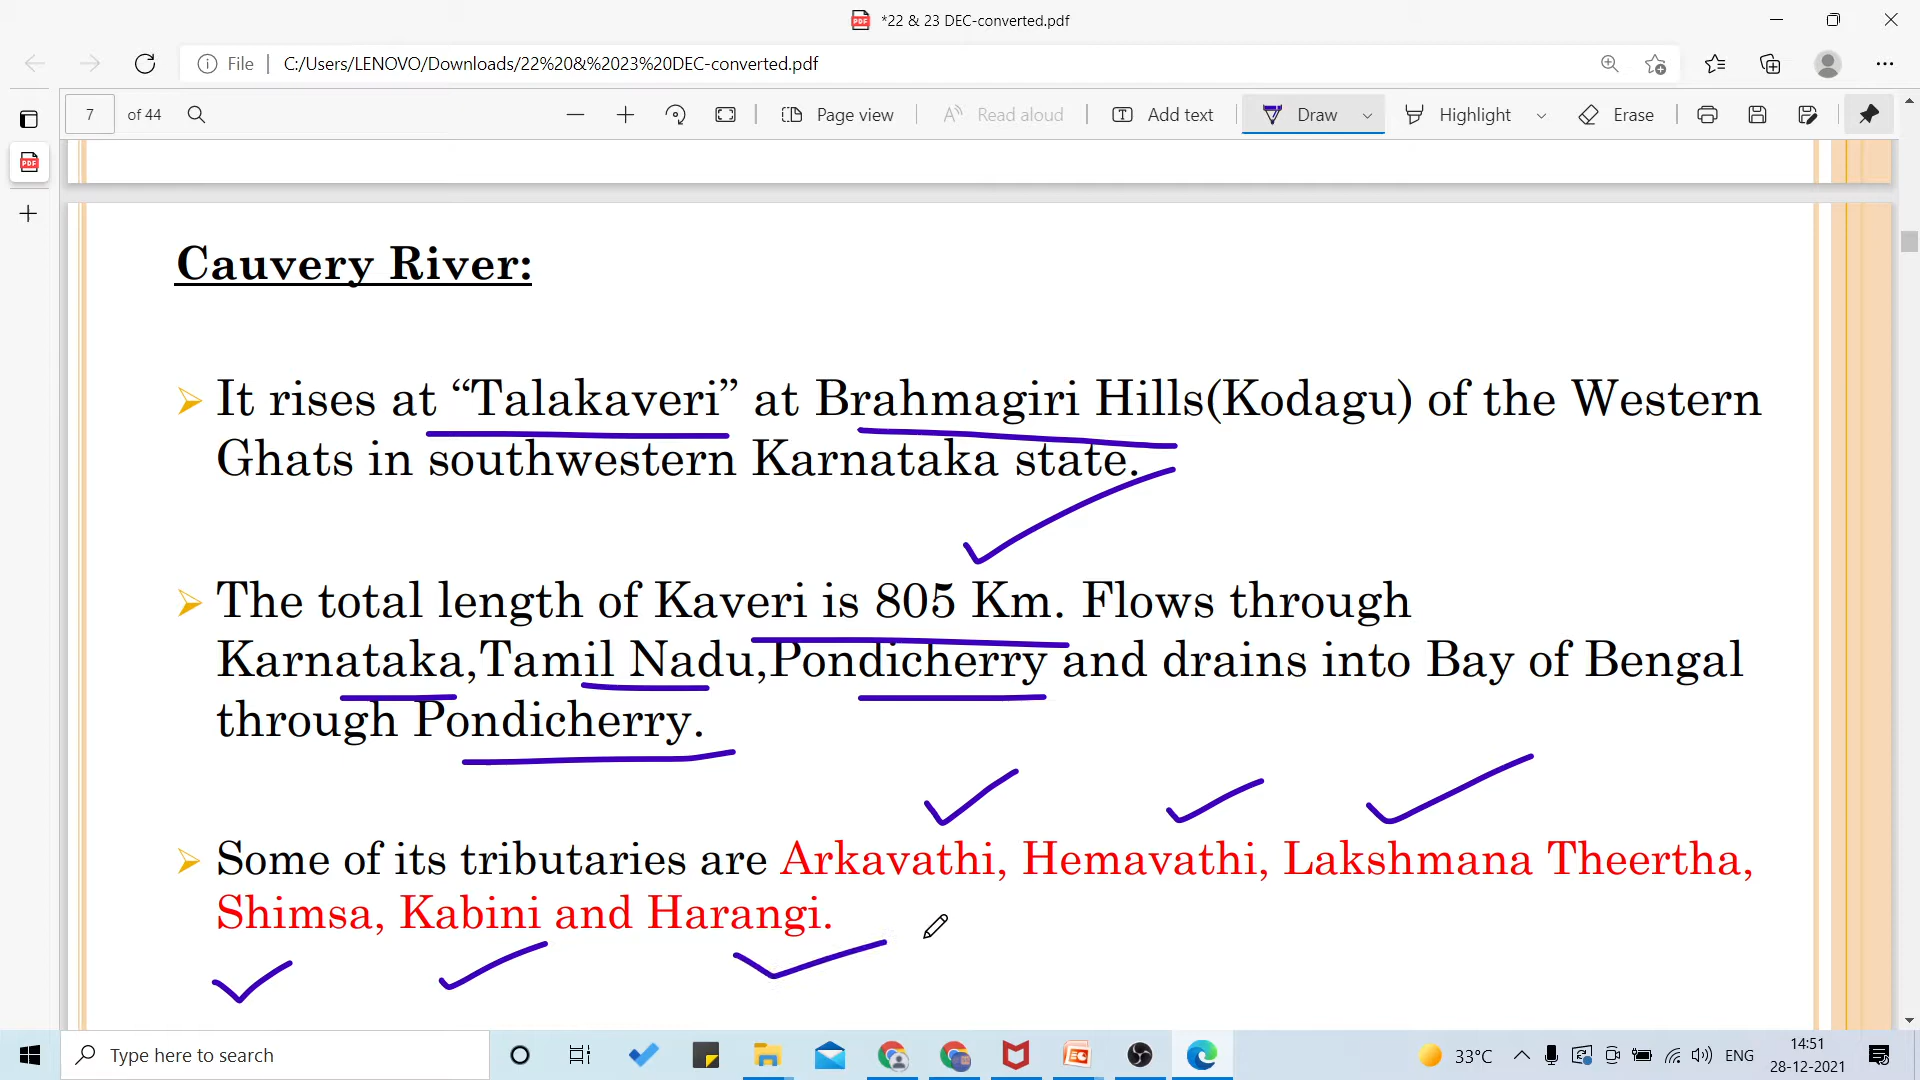 *22 & 23 DEC-converted.pdf
File | C:/Users/LENOVO/Downloads/22%20&%2023%20DEC-converted.pdf
7 of 44 Page view Read aloud Add text Draw Highlight Erase
Cauvery River:
It rises at “Talakaveri” at Brahmagiri Hills(Kodagu) of the Western
Ghats in southwestern Karnataka state.
The total length of Kaveri is 805 Km. Flows through
Karnataka,Tamil Nadu,Pondicherry and drains into Bay of Bengal
through Pondicherry.
Some of its tributaries are Arkavathi, Hemavathi, Lakshmana Theertha,
Shimsa, Kabini and Harangi.
Type here to search
33°C
ENG
14:51
28-12-2021